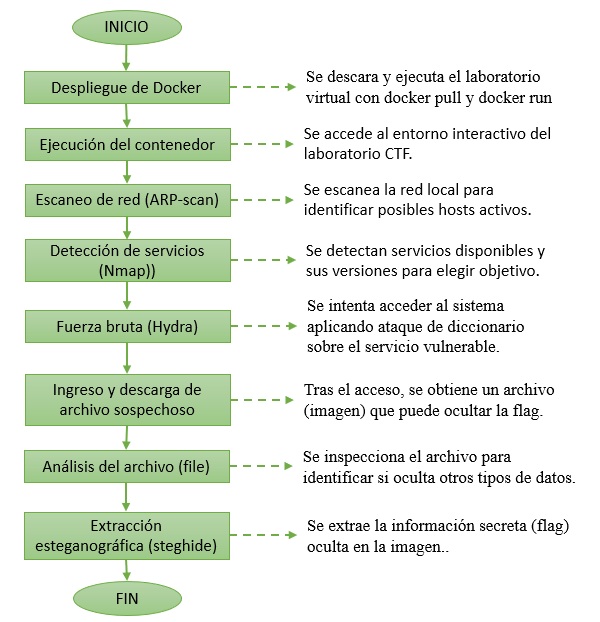 INICIO
Despliegue de Docker
Se descara y ejecuta el laboratorio
virtual con docker pull y docker run
Ejecución del contenedor
Se accede al entorno interactivo del
laboratorio CTF.
Escaneo de red (ARP-scan)
Se escanea la red local para
identificar posibles hosts activos.
Detección de servicios
(Nmap))
Se detectan servicios disponibles y
sus versiones para elegir objetivo.
Fuerza bruta (Hydra)
Se intenta acceder al sistema
aplicando ataque de diccionario
sobre el servicio vulnerable.
Ingreso y descarga de
archivo sospechoso
Tras el acceso, se obtiene un archivo
(imagen) que puede ocultar la flag.
Análisis del archivo (file)
Se inspecciona el archivo para
identificar si oculta otros tipos de datos.
Extracción
esteganográfica (steghide)
Se extrae la información secreta (flag)
oculta en la imagen..
FIN